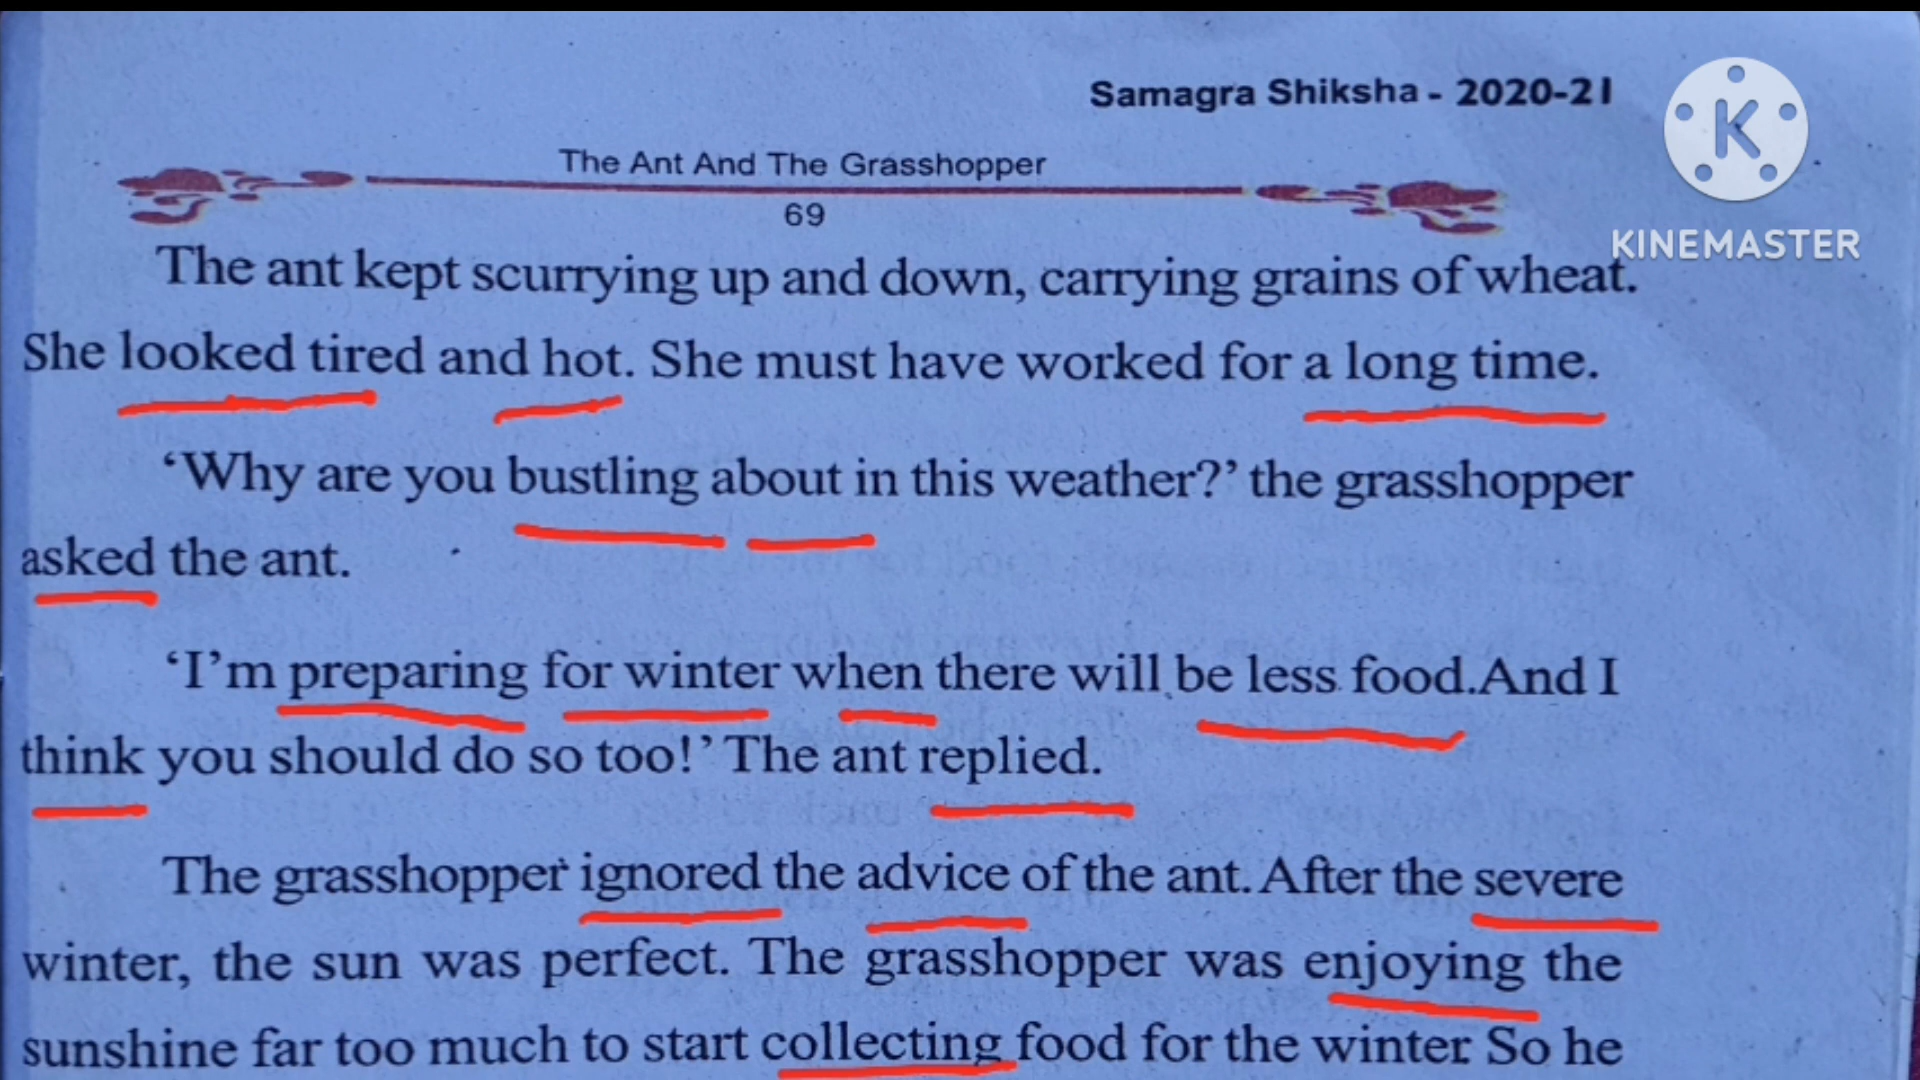 Samagra Shiksha - 2020-21
K
KINEMASTER
The Ant And The Grasshopper
69
The ant kept scurrying up and down, carrying grains of wheat.
She looked tired and hot. She must have worked for a long time.
‘Why are you bustling about in this weather?’ the grasshopper
asked the ant.
‘I’m preparing for winter when there will be less food.And I
think you should do so too!’ The ant replied.
The grasshopper ignored the advice of the ant. After the severe
winter, the sun was perfect. The grasshopper was enjoying the
sunshine far too much to start collecting food for the winter. So he